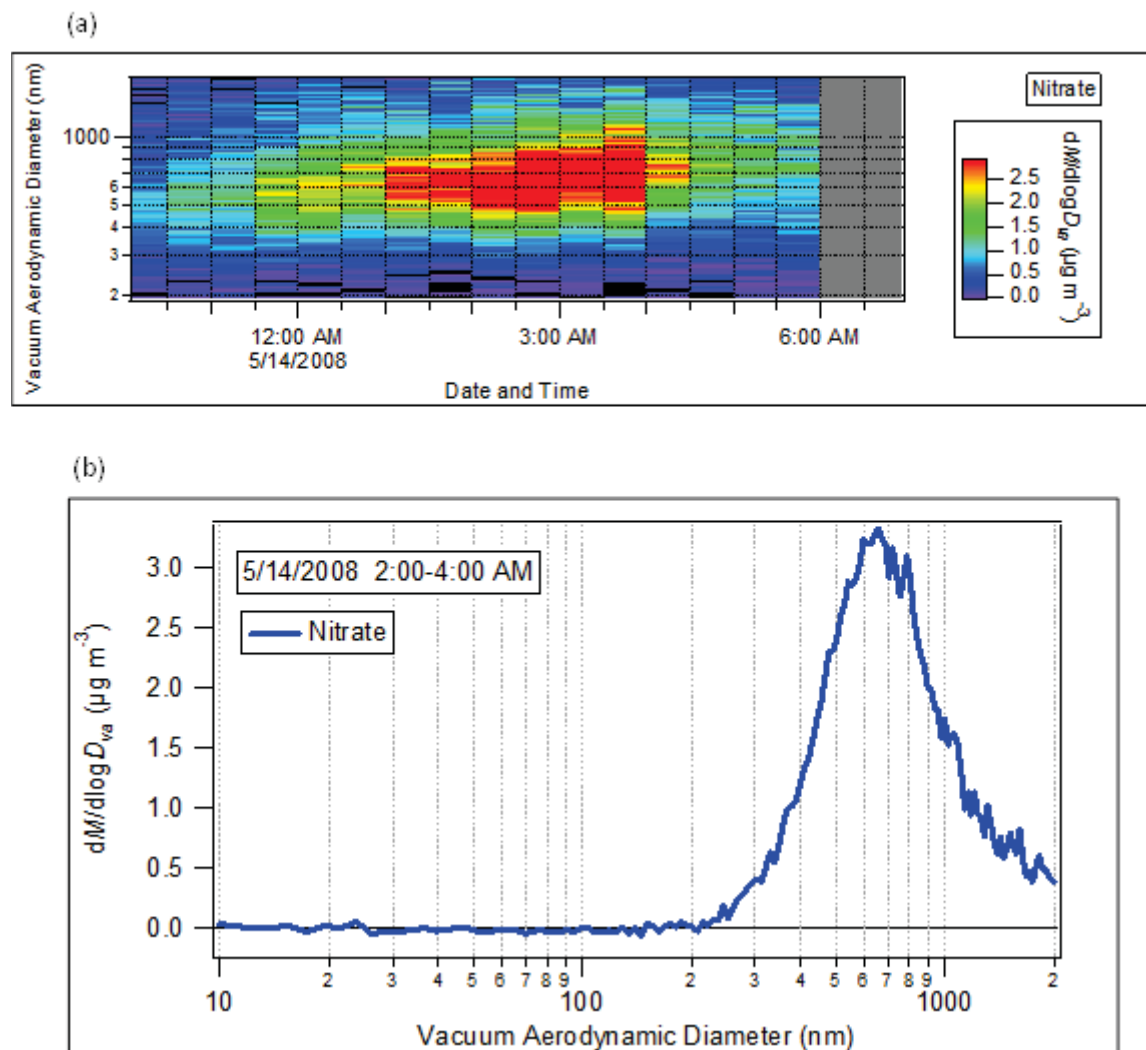 (a)
Vacuum Aerodynamic Diameter (nm)
1000
6
5
4
3
2
12:00 AM
5/14/2008
3:00 AM
6:00 AM
Date and Time
Nitrate
2.5
2.0
1.5
1.0
0.5
0.0
dM/dlogD (µg m-3)
(b)
dM/dlogDva (µg m-3)
3.0
2.5
2.0
1.5
1.0
0.5
0.0
5/14/2008 2:00-4:00 AM
Nitrate
10 2 3 4 5 6 7 8 9 100 2 3 4 5 6 7 8 9 1000 2
Vacuum Aerodynamic Diameter (nm)